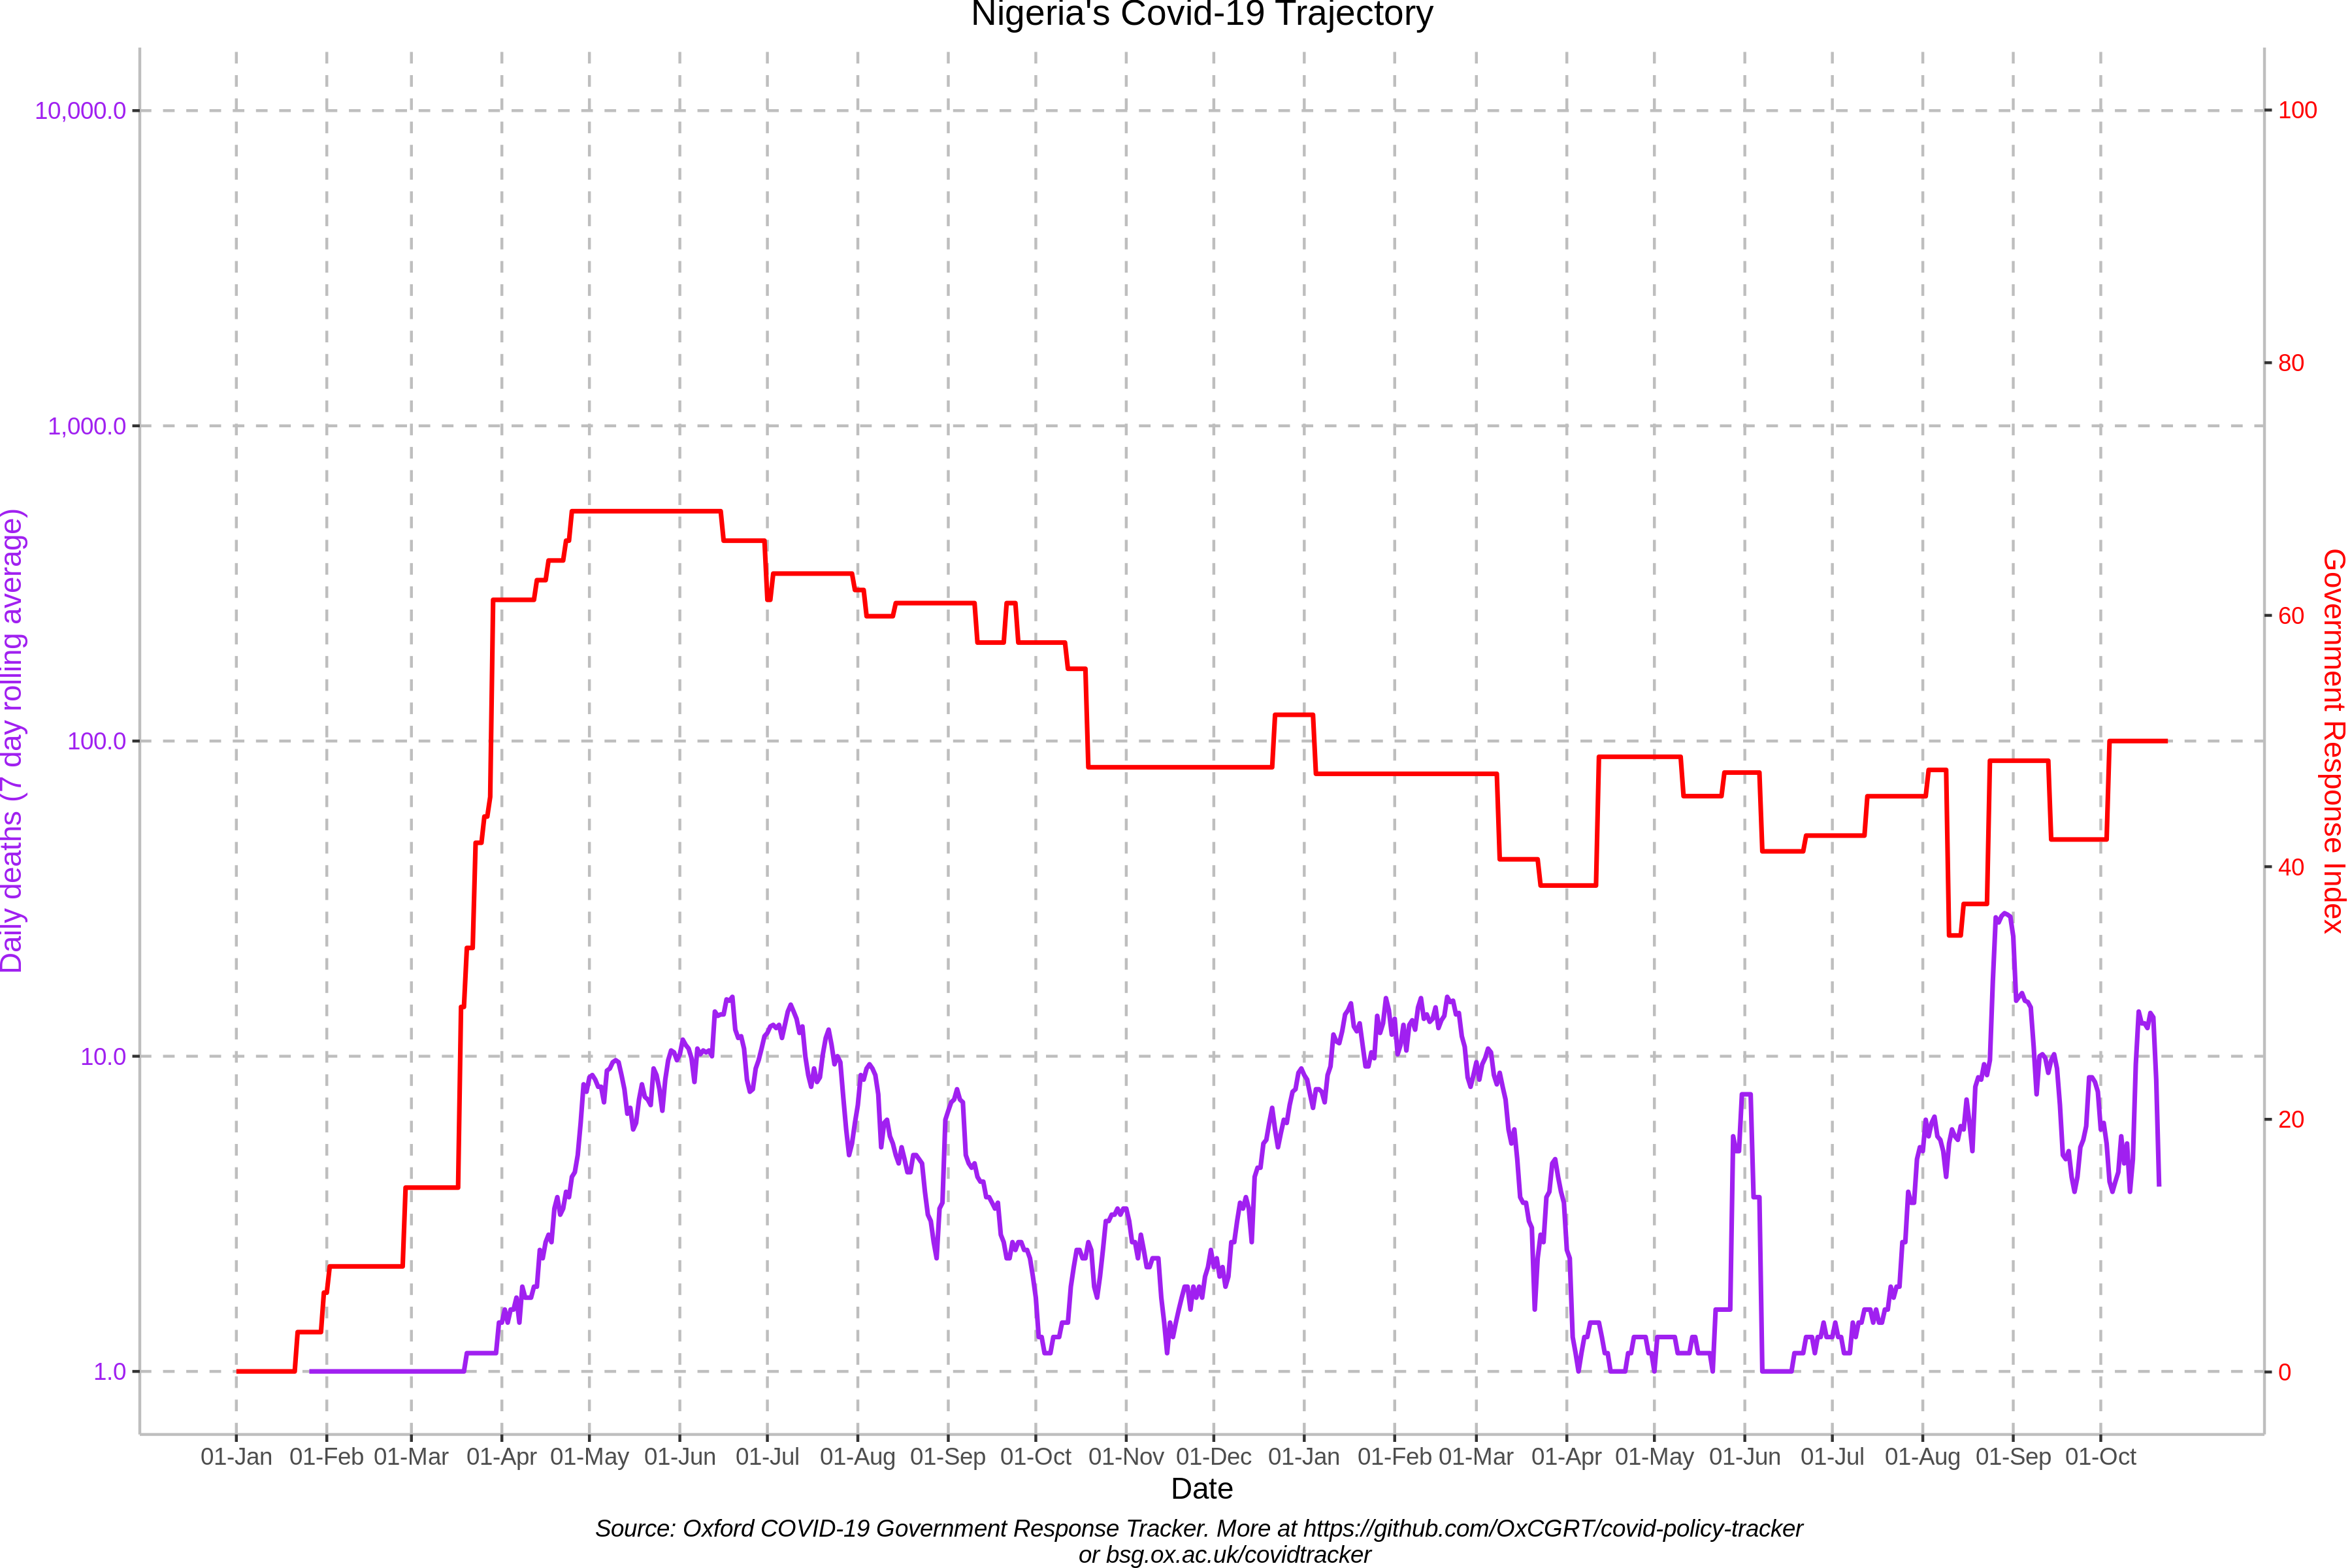 Nigeria's Covid-19 Trajectory
10,000.0
1,000.0
100.0
10.0
1.0
Daily deaths (7 day rolling average)
100
80
60
40
20
0
Government Response Index
01-Jan 01-Feb 01-Mar 01-Apr 01-May 01-Jun 01-Jul 01-Aug 01-Sep 01-Oct 01-Nov 01-Dec 01-Jan 01-Feb 01-Mar 01-Apr 01-May 01-Jun 01-Jul 01-Aug 01-Sep 01-Oct
Date
Source: Oxford COVID-19 Government Response Tracker. More at https://github.com/OxCGRT/covid-policy-tracker
or bsg.ox.ac.uk/covidtracker